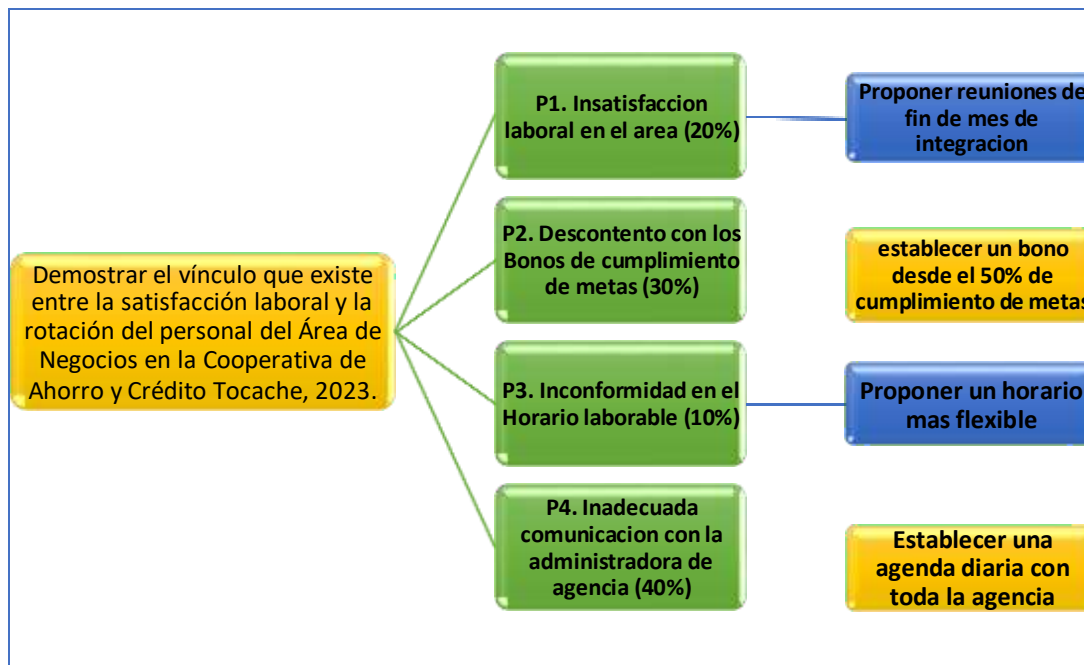 Demostrar el vínculo que existe
entre la satisfacción laboral y la
rotación del personal del Área de
Negocios en la Cooperativa de
Ahorro y Crédito Tocache, 2023.
P1. Insatisfaccion
laboral en el area (20%)
Proponer reuniones de
fin de mes de
integracion
P2. Descontento con los
Bonos de cumplimiento
de metas (30%)
establecer un bono
desde el 50% de
cumplimiento de metas
P3. Inconformidad en el
Horario laborable (10%)
Proponer un horario
mas flexible
P4. Inadecuada
comunicacion con la
administradora de
agencia (40%)
Establecer una
agenda diaria con
toda la agencia